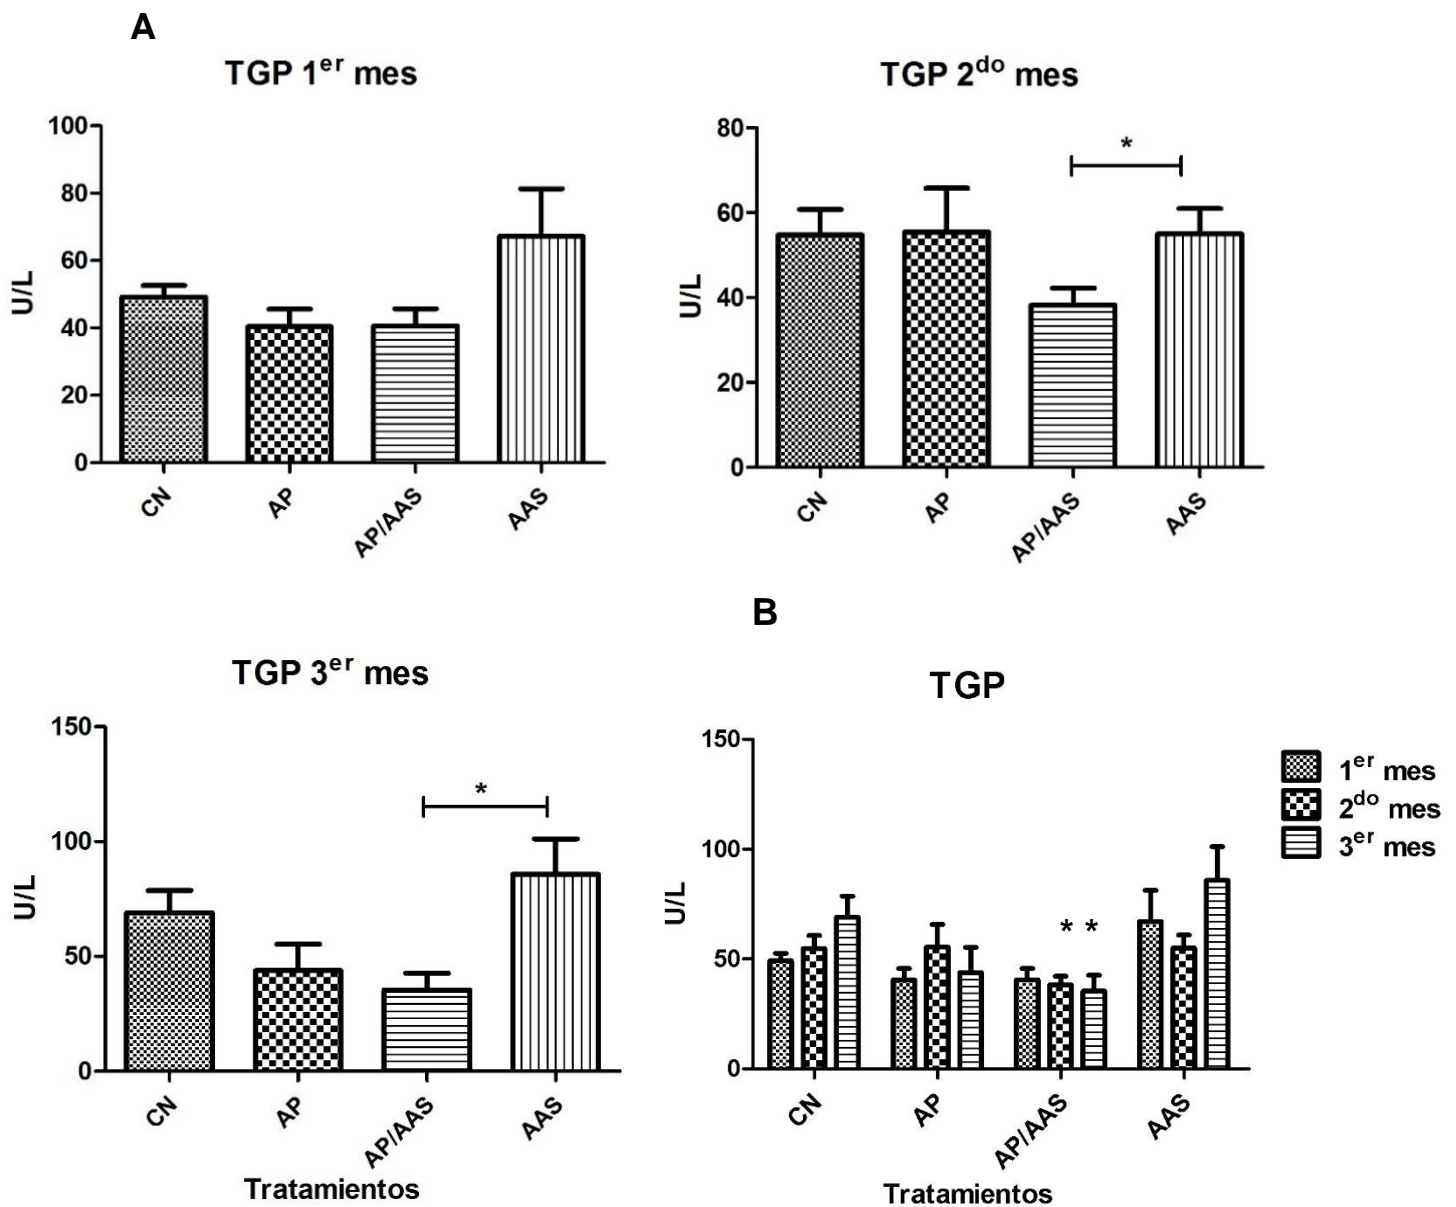 A
TGP 1er mes
100
80
60
40
20
0
U/L
CN
AP
AP/AAS
AAS
TGP 2do mes
80
60
40
20
0
U/L
*
CN
AP
AP/AAS
AAS
TGP 3er mes
150
100
50
0
U/L
*
CN
AP
AP/AAS
AAS
Tratamientos
B
TGP
150
100
50
0
U/L
* *
CN
AP
AP/AAS
AAS
Tratamientos
1er mes
2do mes
3er mes